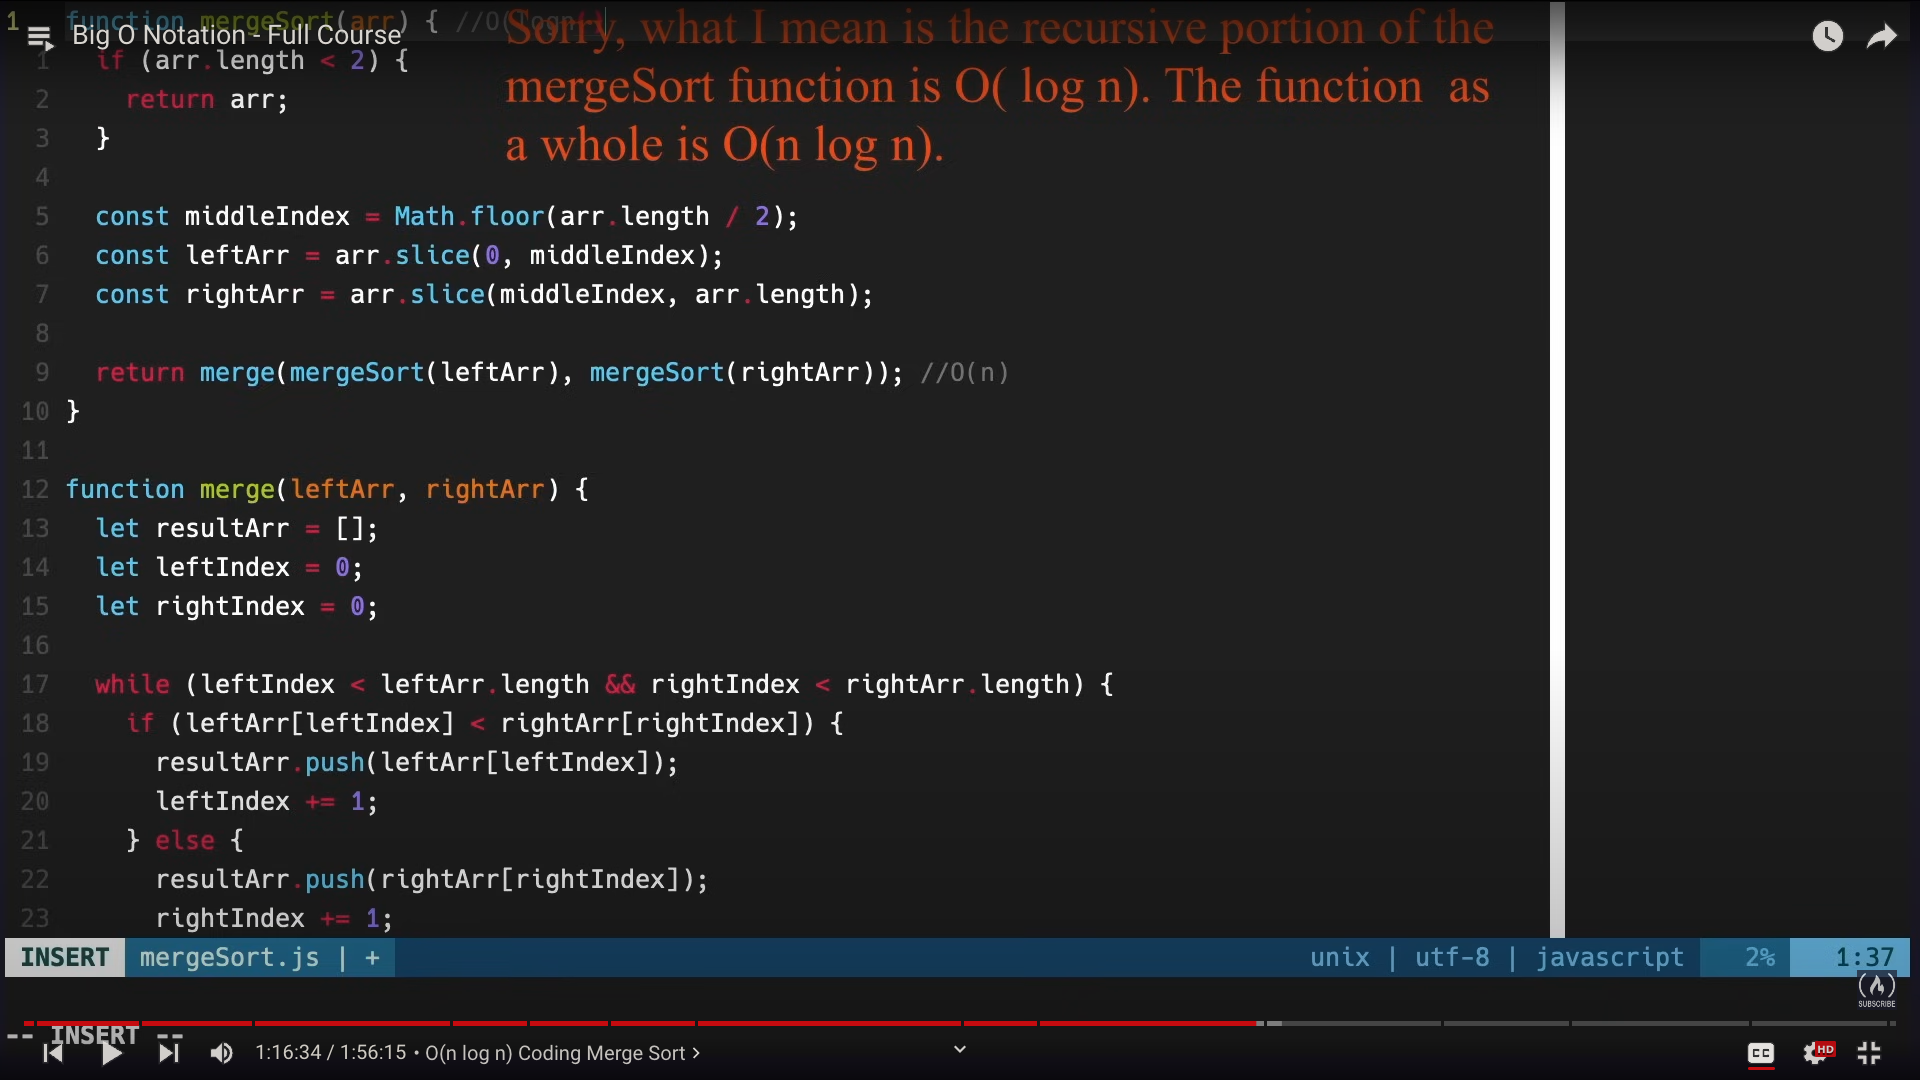 1 function mergeSort(arr) { //O( logn
Big O Notation - Full Course
Sorry, what I mean is the recursive portion of the
mergeSort function is O( log n). The function as
a whole is O(n log n).
1 if (arr.length < 2) {
2 return arr;
3 }
4
5 const middleIndex = Math.floor(arr.length / 2);
6 const leftArr = arr.slice(0, middleIndex);
7 const rightArr = arr.slice(middleIndex, arr.length);
8
9 return merge(mergeSort(leftArr), mergeSort(rightArr)); //O(n)
10 }
11
12 function merge(leftArr, rightArr) {
13 let resultArr = [];
14 let leftIndex = 0;
15 let rightIndex = 0;
16
17 while (leftIndex < leftArr.length && rightIndex < rightArr.length) {
18 if (leftArr[leftIndex] < rightArr[rightIndex]) {
19 resultArr.push(leftArr[leftIndex]);
20 leftIndex += 1;
21 } else {
22 resultArr.push(rightArr[rightIndex]);
23 rightIndex += 1;
INSERT mergeSort.js | + unix | utf-8 | javascript 2% 1:37
SUBSCRIBE
-- INSERT --
1:16:34 / 1:56:15 • O(n log n) Coding Merge Sort >
CC HD